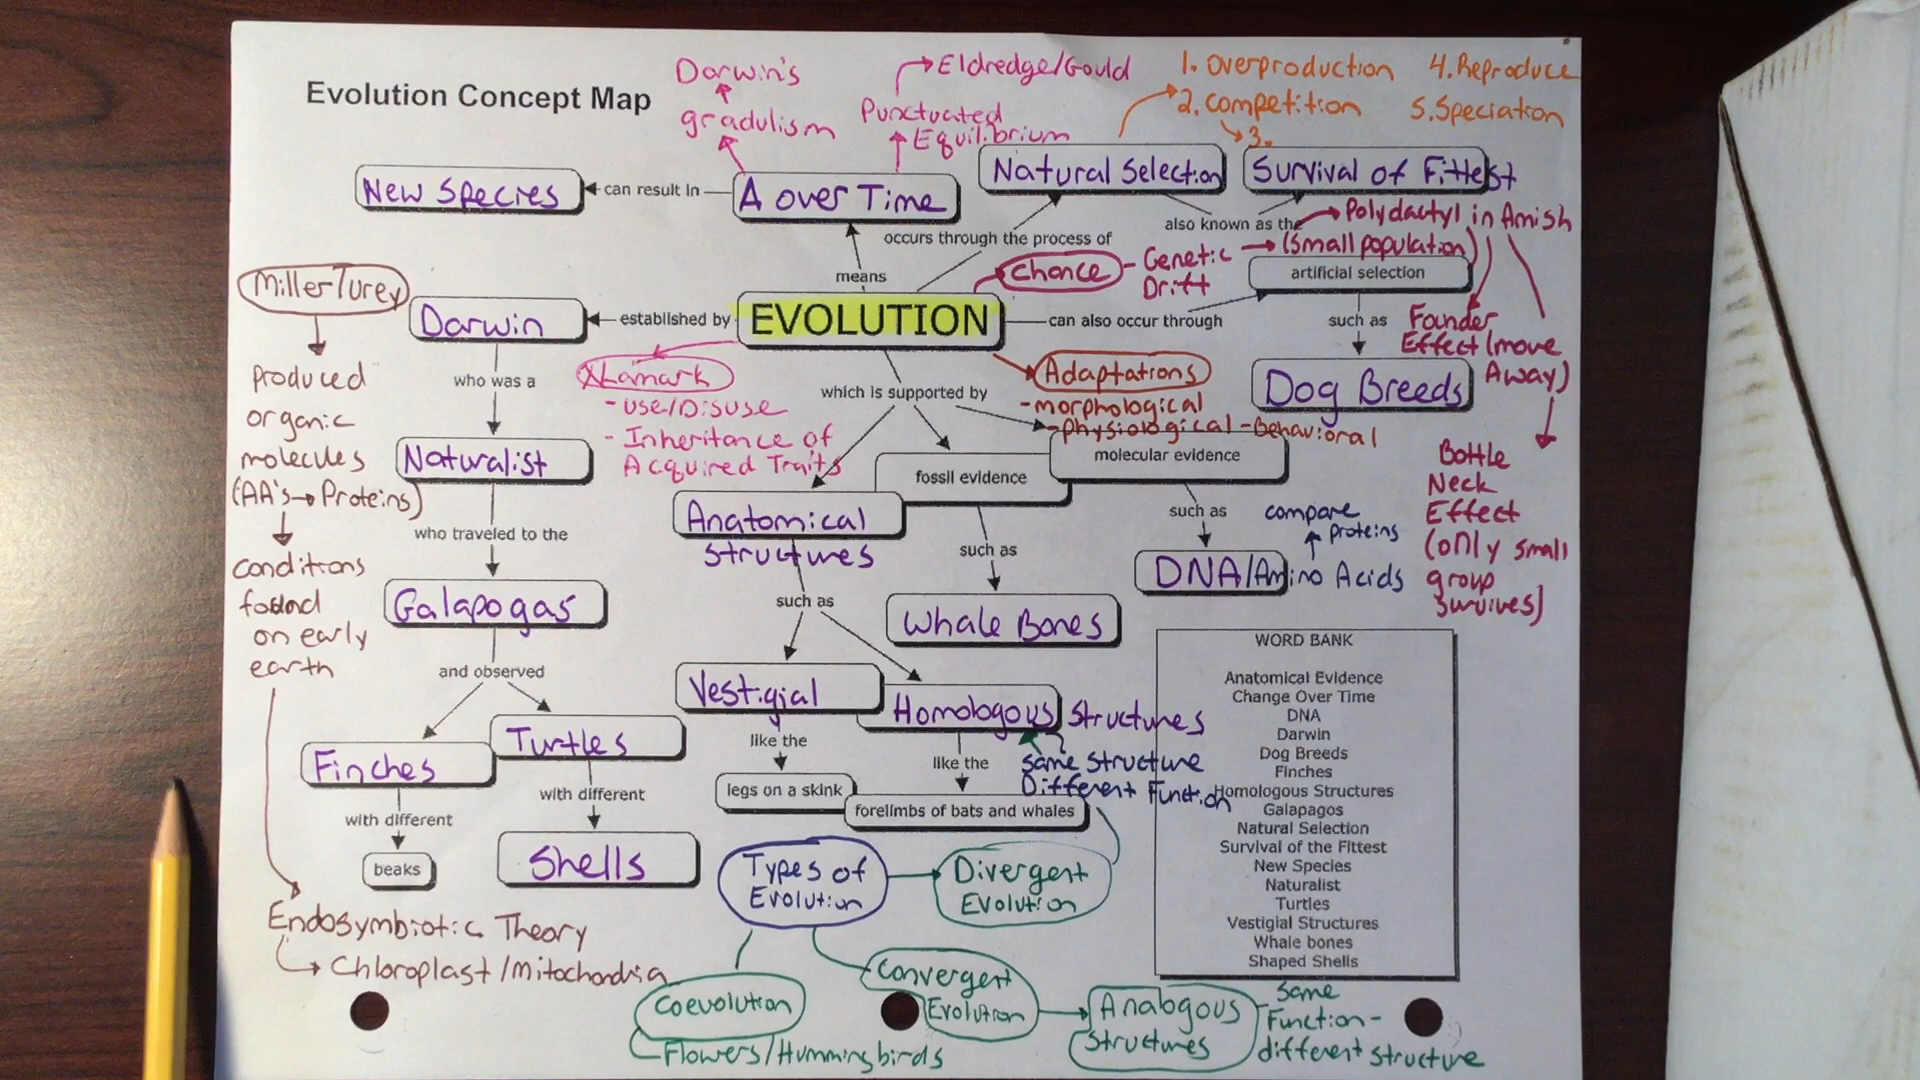 Evolution Concept Map
Darwin's
gradulism
Eldredge/Gould
Punctuated
Equilibrium
1. Overproduction
2. competition
3.
4. Reproduce
5. Speciation
New Species
can result in
Δ over Time
Natural Selection
Survival of Fittest
also known as the
occurs through the process of
means
Chance - Genetic
Drift
Polydactyl in Amish
(small population)
artificial selection
Miller Turey
Darwin
established by
EVOLUTION
can also occur through
such as
Founder
Effect (move
Away)
Dog Breeds
produced
organic
molecules
(AA's → Proteins)
who was a
X Lamark
- use/Disuse
- Inheritance of
Acquired Traits
which is supported by
Adaptations
- morphological
- physiological - Behavioral
Bottle
Neck
Effect
(only small
group
survives)
Naturalist
fossil evidence
molecular evidence
Anatomical
structures
who traveled to the
such as
such as
compare
proteins
DNA/Amino Acids
conditions
found
on early
earth
Galapogas
such as
Whale Bones
and observed
Vestigial
Homologous Structures
same structure
Different Function
Finches
Turtles
like the
like the
legs on a skink
forelimbs of bats and whales
with different
with different
beaks
Shells
WORD BANK
Anatomical Evidence
Change Over Time
DNA
Darwin
Dog Breeds
Finches
Homologous Structures
Galapagos
Natural Selection
Survival of the Fittest
New Species
Naturalist
Turtles
Vestigial Structures
Whale bones
Shaped Shells
Types of
Evolution
Divergent
Evolution
Endosymbiotic Theory
Chloroplast/Mitochondria
Coevolution
Flowers/Hummingbirds
Convergent
Evolution
Analogous
Structures
Same
Function -
different structure